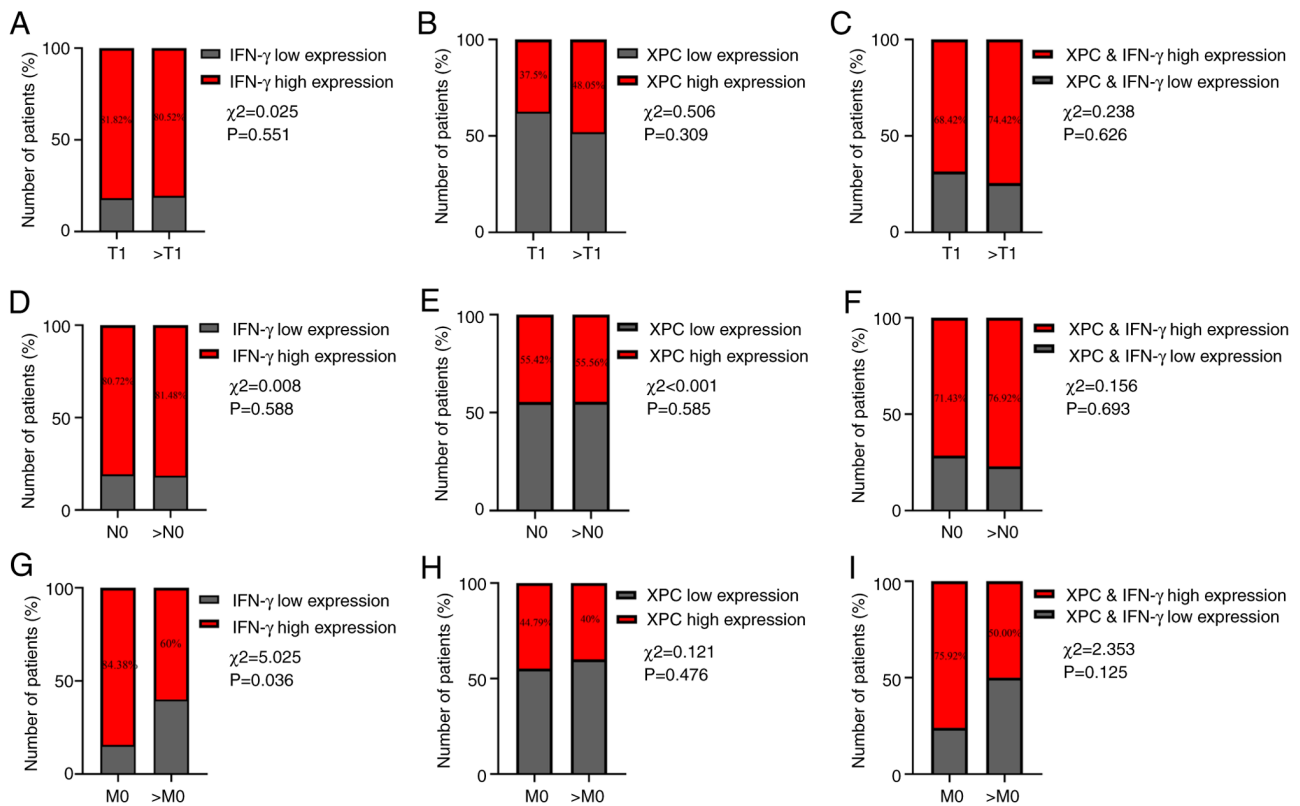 A
Number of patients (%)
100
50
0
81.82%
80.52%
T1
>T1
IFN-γ low expression
IFN-γ high expression
χ2=0.025
P=0.551
B
Number of patients (%)
100
50
0
37.5%
48.05%
T1
>T1
XPC low expression
XPC high expression
χ2=0.506
P=0.309
C
Number of patients (%)
100
50
0
68.42%
74.42%
T1
>T1
XPC & IFN-γ high expression
XPC & IFN-γ low expression
χ2=0.238
P=0.626
D
Number of patients (%)
100
50
0
80.72%
81.48%
N0
>N0
IFN-γ low expression
IFN-γ high expression
χ2=0.008
P=0.588
E
Number of patients (%)
100
50
0
55.42%
55.56%
N0
>N0
XPC low expression
XPC high expression
χ2<0.001
P=0.585
F
Number of patients (%)
100
50
0
71.43%
76.92%
N0
>N0
XPC & IFN-γ high expression
XPC & IFN-γ low expression
χ2=0.156
P=0.693
G
Number of patients (%)
100
50
0
84.38%
60%
M0
>M0
IFN-γ low expression
IFN-γ high expression
χ2=5.025
P=0.036
H
Number of patients (%)
100
50
0
44.79%
40%
M0
>M0
XPC low expression
XPC high expression
χ2=0.121
P=0.476
I
Number of patients (%)
100
50
0
75.92%
50.00%
M0
>M0
XPC & IFN-γ high expression
XPC & IFN-γ low expression
χ2=2.353
P=0.125